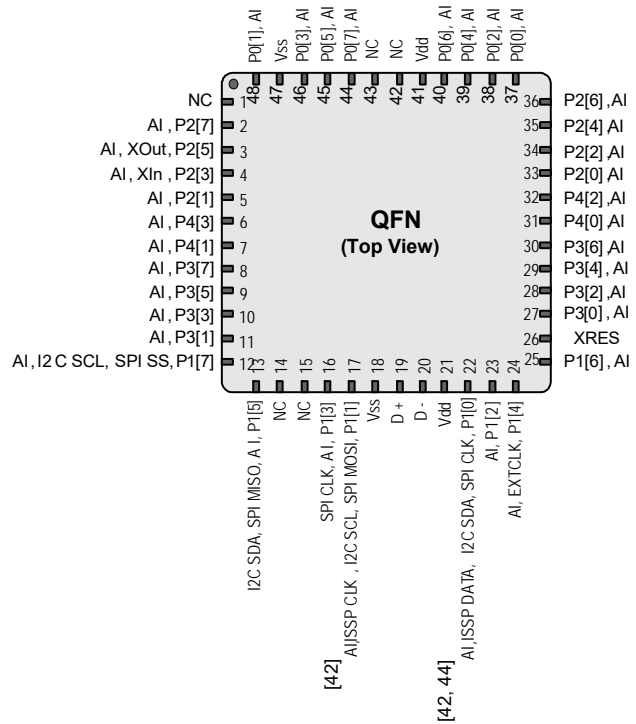 P0[1], AI
Vss
P0[3], AI
P0[5], AI
P0[7], AI
NC
NC
Vdd
P0[6], AI
P0[4], AI
P0[2], AI
P0[0], AI
48
47
46
45
44
43
42
41
40
39
38
37
NC 1
AI , P2[7] 2
AI , XOut, P2[5] 3
AI , XIn , P2[3] 4
AI , P2[1] 5
AI , P4[3] 6
AI , P4[1] 7
AI , P3[7] 8
AI , P3[5] 9
AI , P3[3] 10
AI , P3[1] 11
AI , I2 C SCL, SPI SS, P1[7] 12
QFN
(Top View)
36 P2[6] ,AI
35 P2[4] ,AI
34 P2[2] ,AI
33 P2[0] ,AI
32 P4[2] ,AI
31 P4[0] ,AI
30 P3[6] ,AI
29 P3[4] , AI
28 P3[2] ,AI
27 P3[0] , AI
26 XRES
25 P1[6] , AI
13
14
15
16
17
18
19
20
21
22
23
24
I2C SDA, SPI MISO, A I, P1[5]
NC
NC
SPI CLK, A I, P1[3]
[42] AI,ISSP CLK , I2C SCL, SPI MOSI, P1[1]
Vss
D +
D -
Vdd
[42, 44] AI,ISSP DATA, I2C SDA, SPI CLK, P1[0]
AI, P1[2]
AI, EXTCLK, P1[4]